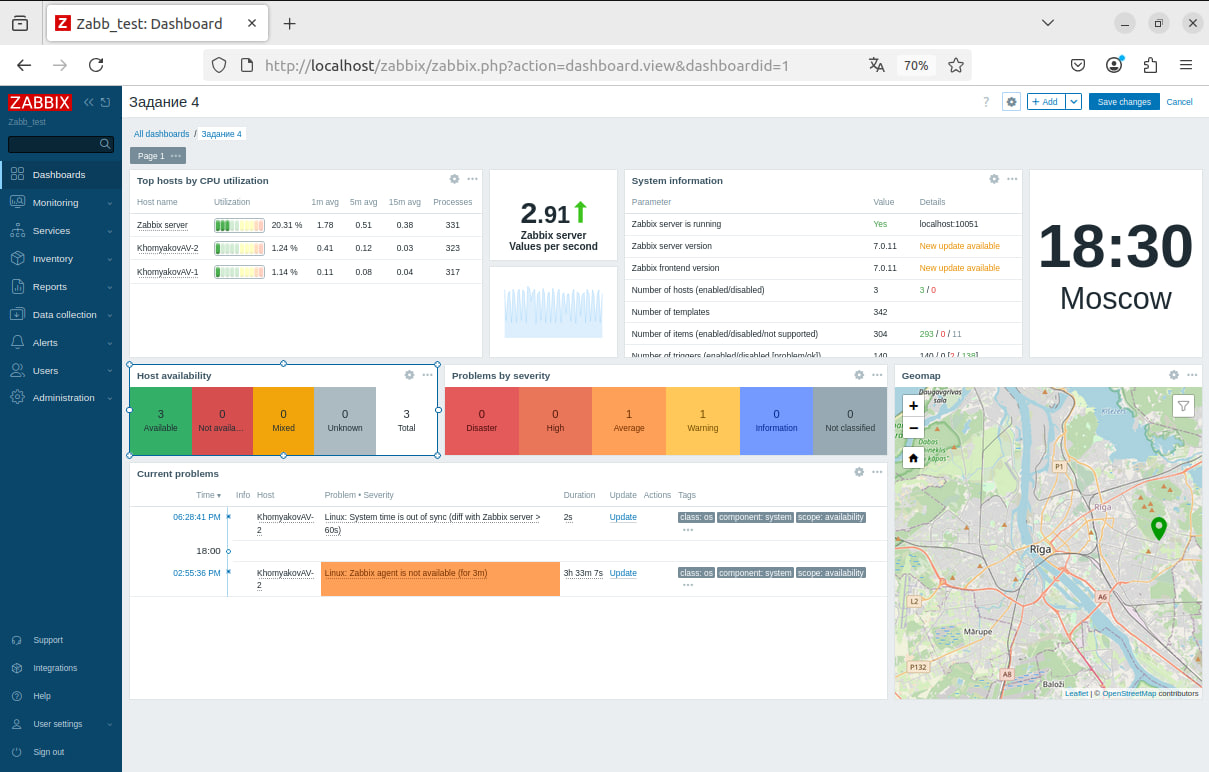 Zabb_test: Dashboard
http://localhost/zabbix/zabbix.php?action=dashboard.view&dashboardid=1
70%
ZABBIX
Zabb_test
Dashboards
Monitoring
Services
Inventory
Reports
Data collection
Alerts
Users
Administration
Support
Integrations
Help
User settings
Sign out
Задание 4
?
+ Add
Save changes
Cancel
All dashboards / Задание 4
Page 1
Top hosts by CPU utilization
Host name Utilization 1m avg 5m avg 15m avg Processes
Zabbix server 20.31 % 1.78 0.51 0.38 331
KhomyakovAV-2 1.24 % 0.41 0.12 0.03 323
KhomyakovAV-1 1.14 % 0.11 0.08 0.04 317
2.91
Zabbix server
Values per second
System information
Parameter Value Details
Zabbix server is running Yes localhost:10051
Zabbix server version 7.0.11 New update available
Zabbix frontend version 7.0.11 New update available
Number of hosts (enabled/disabled) 3 3 / 0
Number of templates 342
Number of items (enabled/disabled/not supported) 304 293 / 0 / 11
Number of triggers (enabled/disabled [problem/ok]) 140 140 / 0 [2 / 138]
18:30
Moscow
Host availability
3 0 0 0 3
Available Not availa... Mixed Unknown Total
Problems by severity
0 0 1 1 0 0
Disaster High Average Warning Information Not classified
Current problems
Time Info Host Problem • Severity Duration Update Actions Tags
06:28:41 PM KhomyakovAV-2 Linux: System time is out of sync (diff with Zabbix server > 60s) 2s Update class: os component: system scope: availability
18:00
02:55:36 PM KhomyakovAV-2 Linux: Zabbix agent is not available (for 3m) 3h 33m 7s Update class: os component: system scope: availability
Geomap
+
−
Daugavgrīvas
sala
Ķīšezers
Dabas
kāpas
P1
Rīga
Rīga
L2
A6
Mārupe
P132
A8
Baloži
Leaflet | © OpenStreetMap contributors